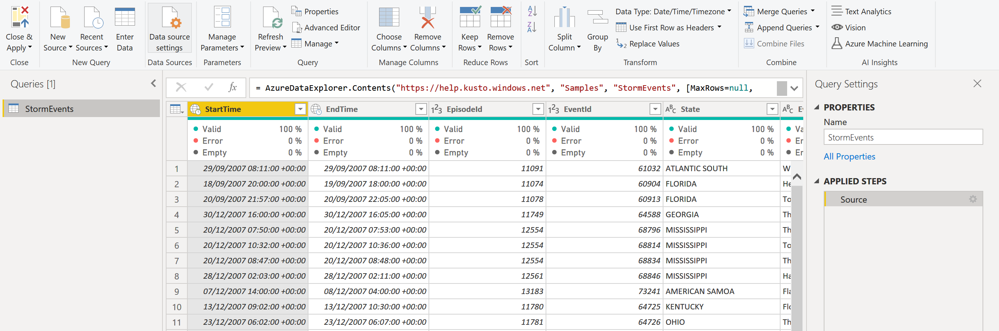 Close & Apply
New Source
Recent Sources
Enter Data
Data source settings
Manage Parameters
Refresh Preview
Properties
Advanced Editor
Manage
Choose Columns
Remove Columns
Keep Rows
Remove Rows
A Z
Z A
Split Column
Group By
Data Type: Date/Time/Timezone
Use First Row as Headers
1 2 Replace Values
Merge Queries
Append Queries
Combine Files
Text Analytics
Vision
Azure Machine Learning
Close
New Query
Data Sources
Parameters
Query
Manage Columns
Reduce Rows
Sort
Transform
Combine
AI Insights
Queries [1]
StormEvents
fx
= AzureDataExplorer.Contents("https://help.kusto.windows.net", "Samples", "StormEvents", [MaxRows=null,
StartTime EndTime 123 EpisodeId 123 EventId ABC State ABC
Valid 100 % Valid 100 % Valid 100 % Valid 100 % Valid 100 % Va
Error 0 % Error 0 % Error 0 % Error 0 % Error 0 % Er
Empty 0 % Empty 0 % Empty 0 % Empty 0 % Empty 0 %
1 29/09/2007 08:11:00 +00:00 29/09/2007 08:11:00 +00:00 11091 61032 ATLANTIC SOUTH W
2 18/09/2007 20:00:00 +00:00 19/09/2007 18:00:00 +00:00 11074 60904 FLORIDA He
3 20/09/2007 21:57:00 +00:00 20/09/2007 22:05:00 +00:00 11078 60913 FLORIDA To
4 30/12/2007 16:00:00 +00:00 30/12/2007 16:05:00 +00:00 11749 64588 GEORGIA Th
5 20/12/2007 07:50:00 +00:00 20/12/2007 07:53:00 +00:00 12554 68796 MISSISSIPPI Th
6 20/12/2007 10:32:00 +00:00 20/12/2007 10:36:00 +00:00 12554 68814 MISSISSIPPI To
7 20/12/2007 08:47:00 +00:00 20/12/2007 08:48:00 +00:00 12554 68834 MISSISSIPPI Th
8 28/12/2007 02:03:00 +00:00 28/12/2007 02:11:00 +00:00 12561 68846 MISSISSIPPI Ha
9 07/12/2007 14:00:00 +00:00 08/12/2007 04:00:00 +00:00 13183 73241 AMERICAN SAMOA Fla
10 13/12/2007 09:02:00 +00:00 13/12/2007 10:30:00 +00:00 11780 64725 KENTUCKY Flo
11 23/12/2007 06:02:00 +00:00 23/12/2007 06:07:00 +00:00 11781 64726 OHIO Th
Query Settings
PROPERTIES
Name
StormEvents
All Properties
APPLIED STEPS
Source